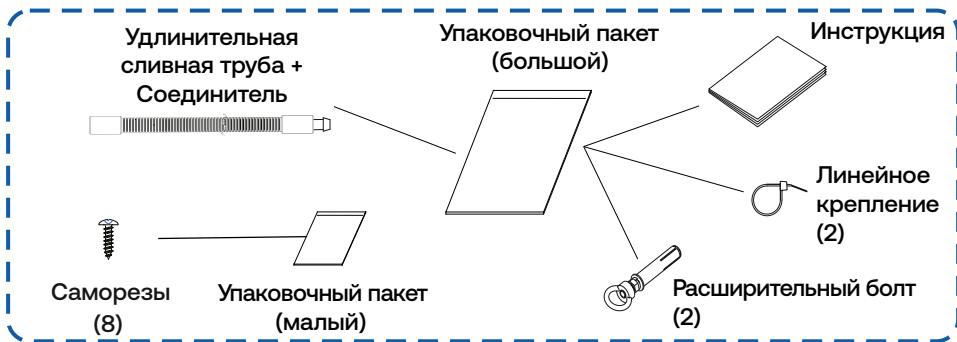 Удлинительная
сливная труба +
Соединитель
Упаковочный пакет
(большой)
Инструкция
Линейное
крепление
(2)
Саморезы
(8)
Упаковочный пакет
(малый)
Расширительный болт
(2)